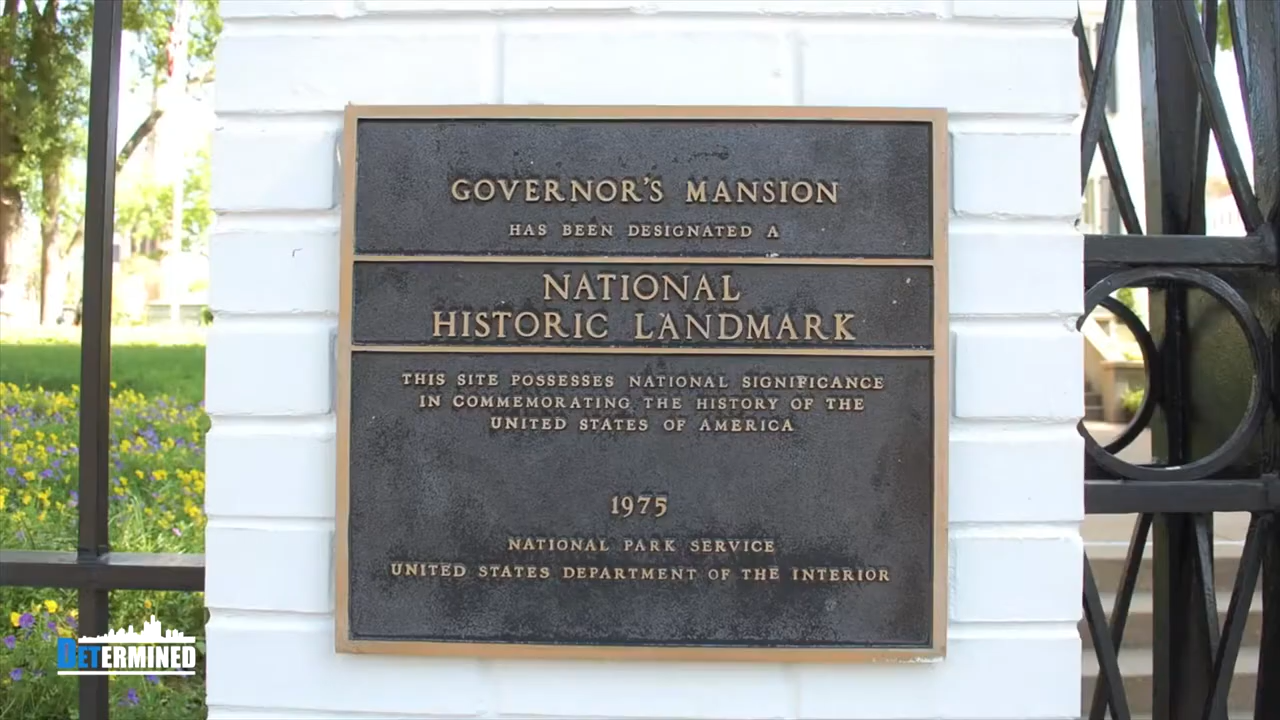 GOVERNOR'S MANSION
HAS BEEN DESIGNATED A
NATIONAL
HISTORIC LANDMARK
THIS SITE POSSESSES NATIONAL SIGNIFICANCE
IN COMMEMORATING THE HISTORY OF THE
UNITED STATES OF AMERICA
1975
NATIONAL PARK SERVICE
UNITED STATES DEPARTMENT OF THE INTERIOR
DETERMINED